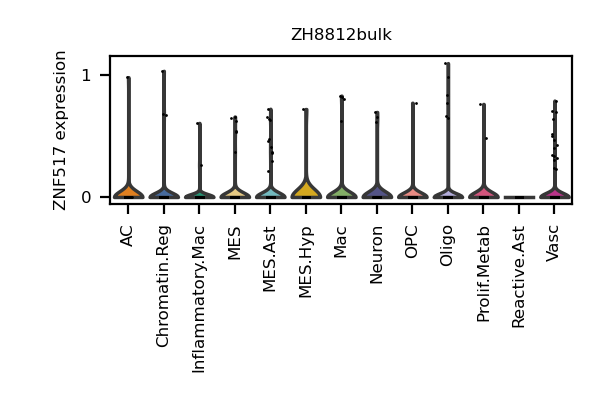 ZH8812bulk
ZNF517 expression
1
0
AC
Chromatin.Reg
Inflammatory.Mac
MES
MES.Ast
MES.Hyp
Mac
Neuron
OPC
Oligo
Prolif.Metab
Reactive.Ast
Vasc